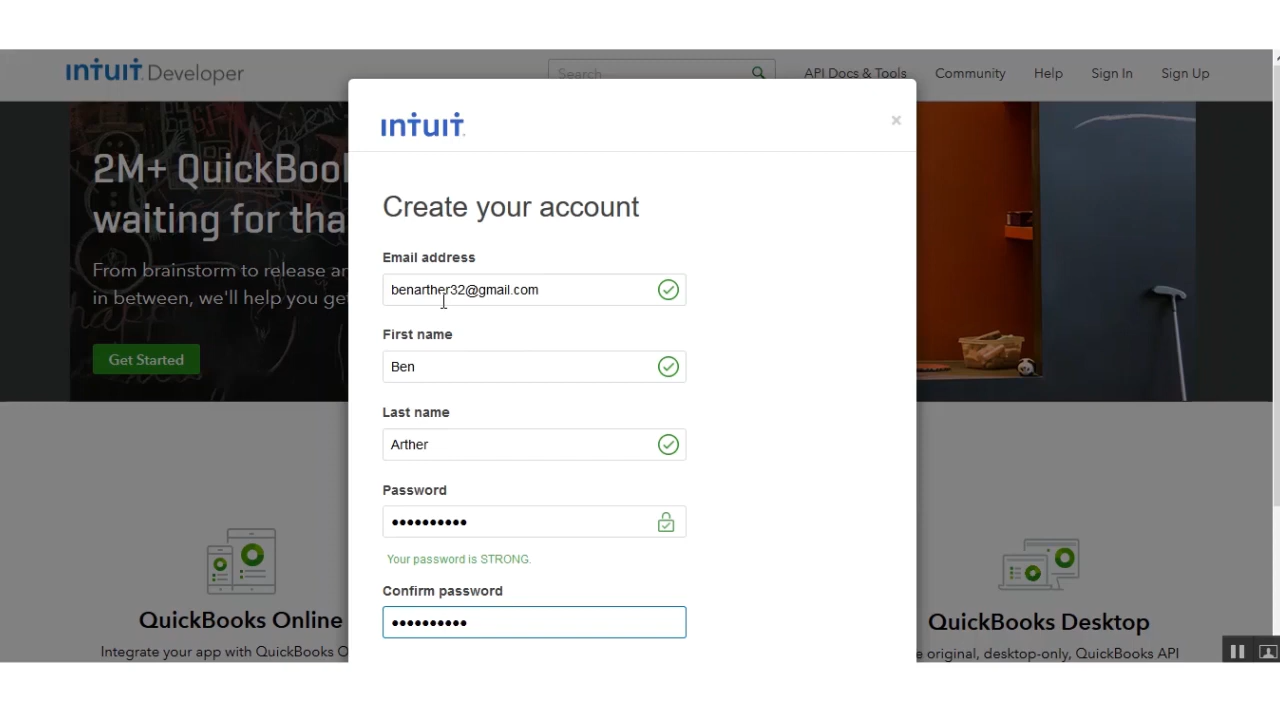 intuit Developer
Search
API Docs & Tools
Community
Help
Sign In
Sign Up
2M+ QuickBool
waiting for tha
From brainstorm to release ar
in between, we'll help you get
Get Started
intuit
×
Create your account
Email address
benarther32@gmail.com
First name
Ben
Last name
Arther
Password
••••••••••
Your password is STRONG.
Confirm password
••••••••••
QuickBooks Online
Integrate your app with QuickBooks O
QuickBooks Desktop
e original, desktop-only, QuickBooks API